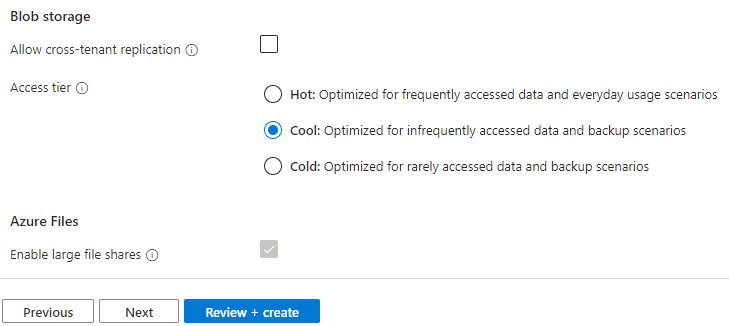 Blob storage
Allow cross-tenant replication
Access tier
Hot: Optimized for frequently accessed data and everyday usage scenarios
Cool: Optimized for infrequently accessed data and backup scenarios
Cold: Optimized for rarely accessed data and backup scenarios
Azure Files
Enable large file shares
Previous Next Review + create